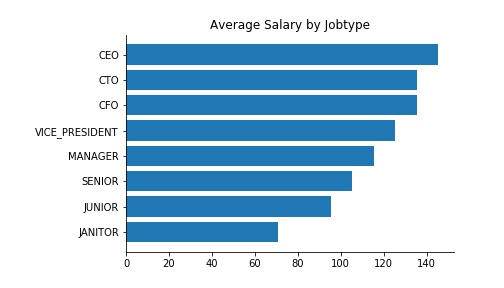 Average Salary by Jobtype
CEO
CTO
CFO
VICE_PRESIDENT
MANAGER
SENIOR
JUNIOR
JANITOR
0 20 40 60 80 100 120 140